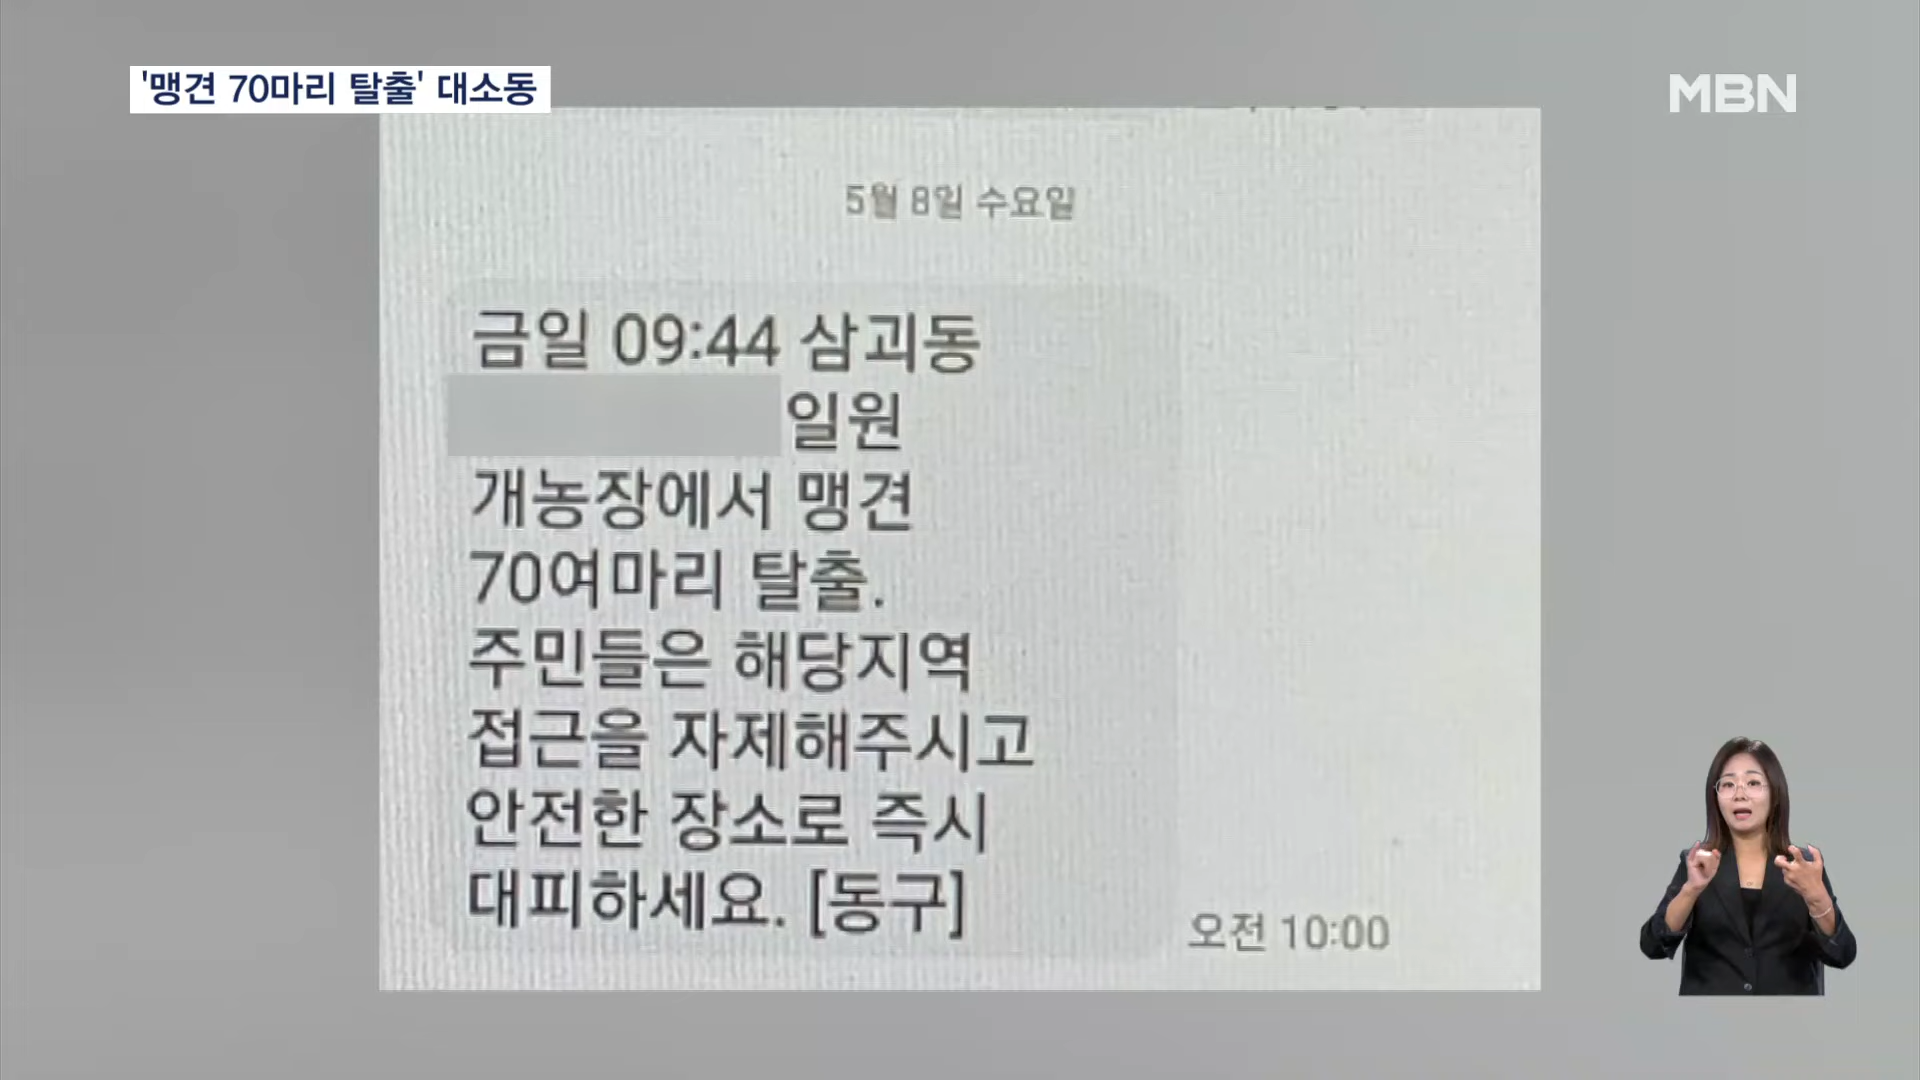 '맹견 70마리 탈출' 대소동
MBN
5월 8일 수요일
금일 09:44 삼괴동
일원
개농장에서 맹견
70여마리 탈출.
주민들은 해당지역
접근을 자제해주시고
안전한 장소로 즉시
대피하세요. [동구]
오전 10:00